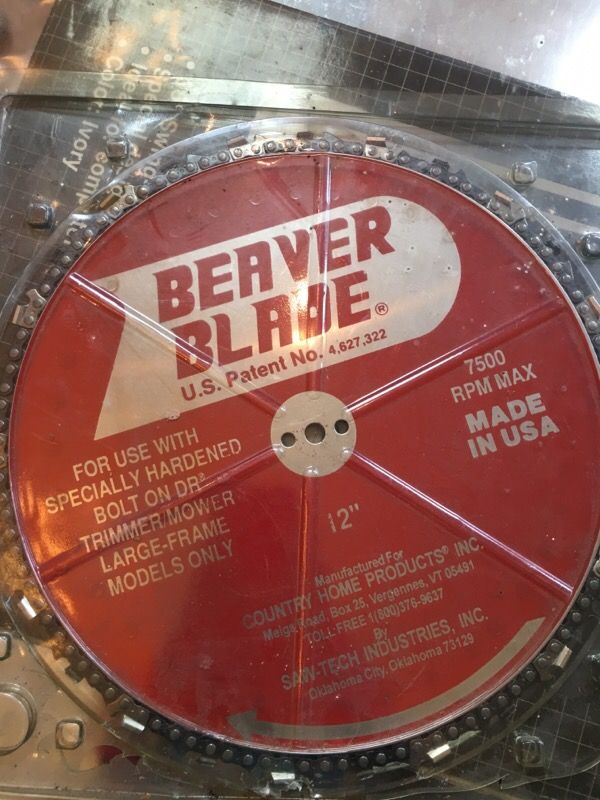 BEAVER
BLADE®
U.S. Patent No. 4,627,322
7500
RPM MAX
MADE
IN USA
FOR USE WITH
SPECIALLY HARDENED
BOLT ON DR®
TRIMMER/MOWER
LARGE-FRAME
MODELS ONLY
12"
Manufactured For
COUNTRY HOME PRODUCTS® INC.
Meigs Road, Box 25, Vergennes, VT 05491
TOLL-FREE 1(800)376-9637
By
SAW-TECH INDUSTRIES, INC.
Oklahoma City, Oklahoma 73129
Ivory